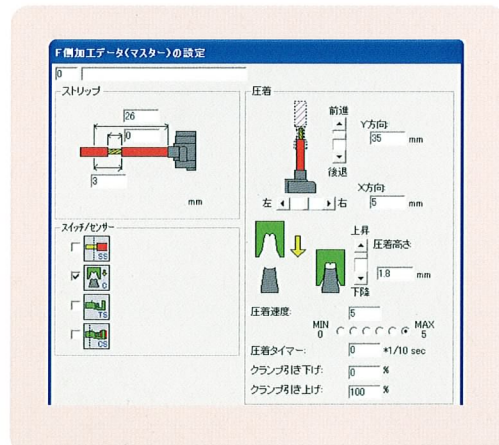 F側加工データ(マスター)の設定
0
ストリップ
26
0
3
mm
スイッチ/センサー
SS
C
TS
CS
圧着
前進
後退
Y方向:
35 mm
左
右
X方向:
5 mm
上昇
下降
圧着高さ
1.8 mm
圧着速度: 5
MIN MAX
0 5
圧着タイマー: 0 *1/10 sec
クランプ引き下げ: 0 %
クランプ引き上げ: 100 %